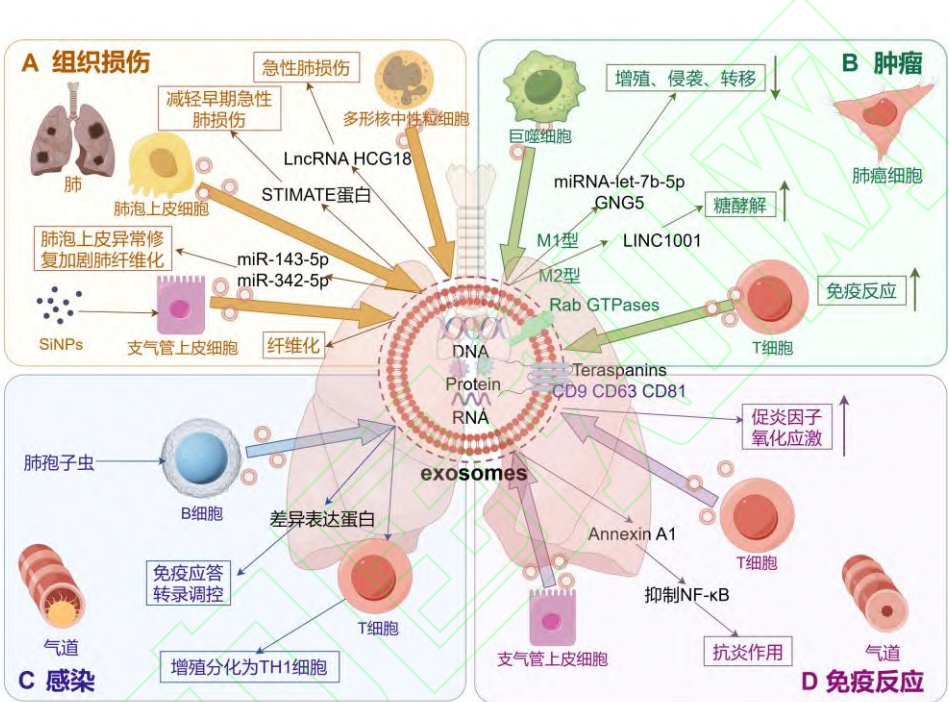 A 组织损伤
急性肺损伤
减轻早期急性
肺损伤
多形核中性粒细胞
LncRNA HCG18
STIMATE蛋白
肺
肺泡上皮细胞
肺泡上皮异常修
复加剧肺纤维化
miR-143-5p
miR-342-5p
SiNPs
支气管上皮细胞
纤维化
B 肿瘤
增殖、侵袭、转移
巨噬细胞
肺癌细胞
miRNA-let-7b-5p
GNG5
糖酵解
M1型
LINC1001
M2型
免疫反应
Rab GTPases
T细胞
DNA
Protein
RNA
Teraspanins
CD9 CD63 CD81
exosomes
肺孢子虫
B细胞
差异表达蛋白
免疫应答
转录调控
T细胞
气道
增殖分化为TH1细胞
C 感染
促炎因子
氧化应激
Annexin A1
T细胞
抑制NF-κB
支气管上皮细胞
抗炎作用
气道
D 免疫反应